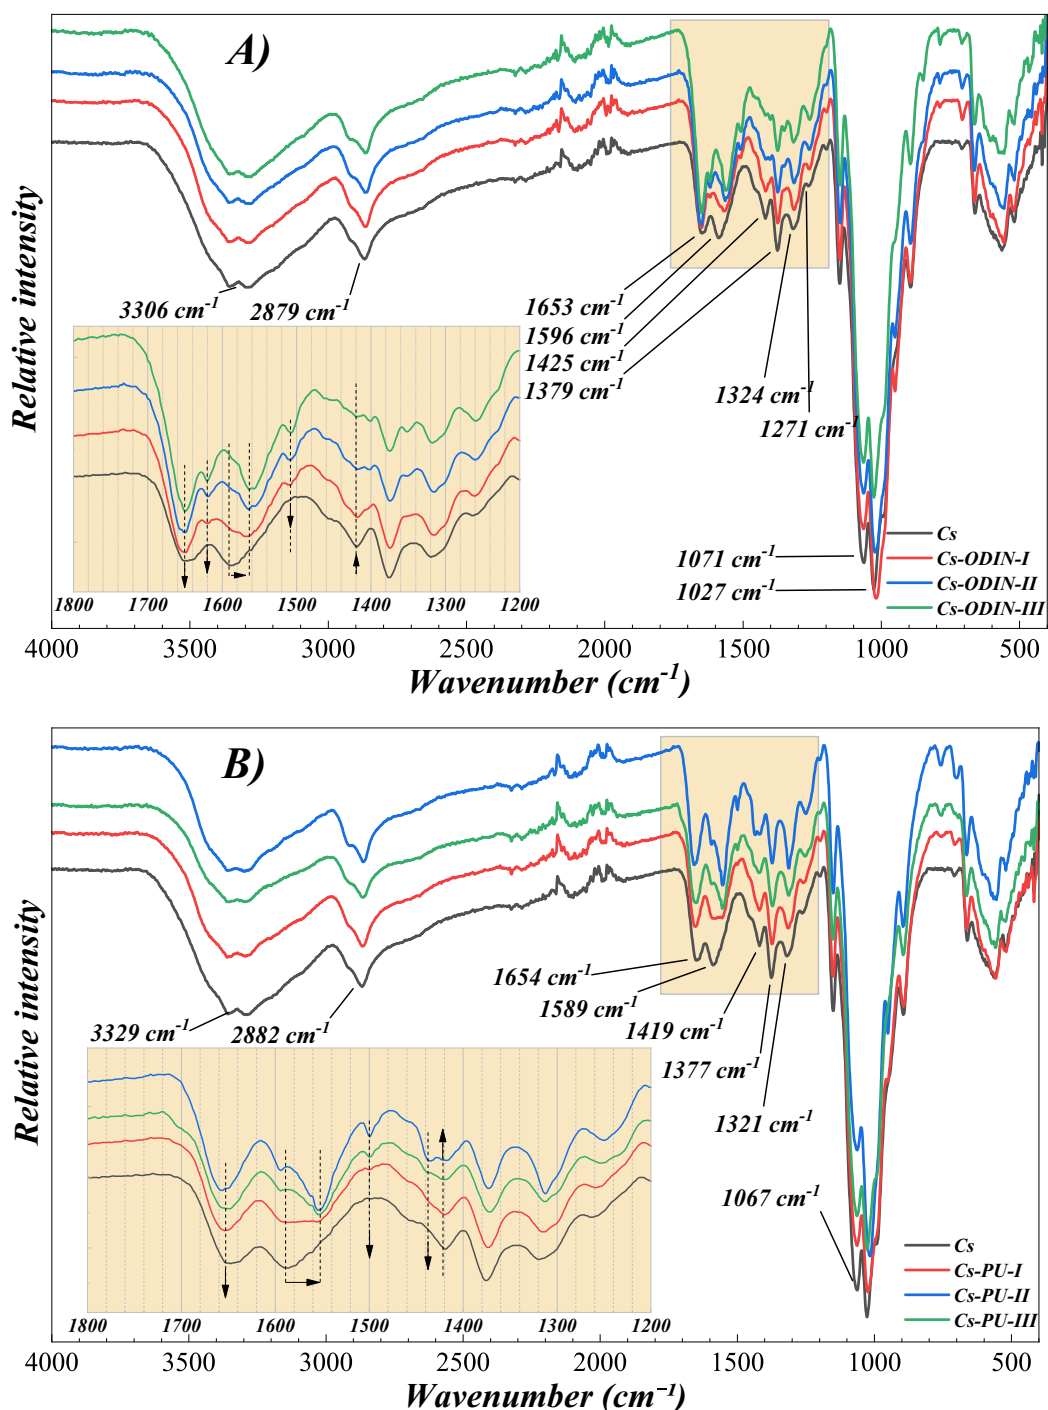 A)
Relative intensity
3306 cm⁻¹
2879 cm⁻¹
1653 cm⁻¹
1596 cm⁻¹
1425 cm⁻¹
1379 cm⁻¹
1324 cm⁻¹
1271 cm⁻¹
1071 cm⁻¹
1027 cm⁻¹
Cs
Cs-ODIN-I
Cs-ODIN-II
Cs-ODIN-III
1800 1700 1600 1500 1400 1300 1200
4000 3500 3000 2500 2000 1500 1000 500
Wavenumber (cm⁻¹)
B)
Relative intensity
3329 cm⁻¹
2882 cm⁻¹
1654 cm⁻¹
1589 cm⁻¹
1419 cm⁻¹
1377 cm⁻¹
1321 cm⁻¹
1067 cm⁻¹
Cs
Cs-PU-I
Cs-PU-II
Cs-PU-III
1800 1700 1600 1500 1400 1300 1200
4000 3500 3000 2500 2000 1500 1000 500
Wavenumber (cm⁻¹)